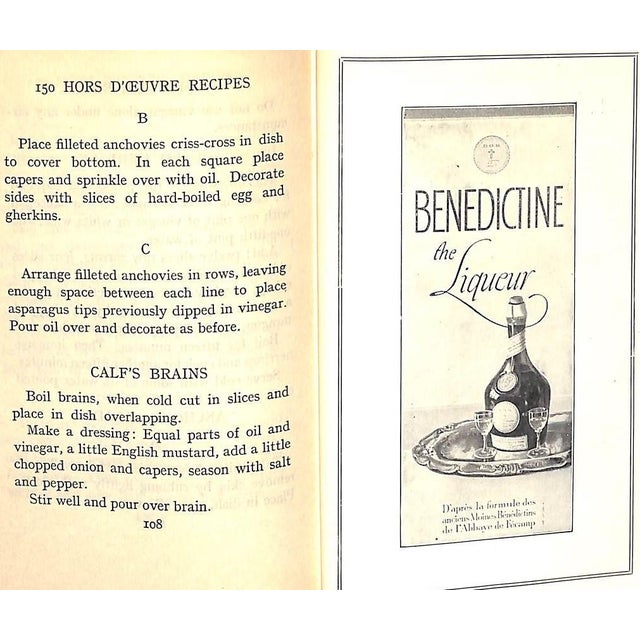 150 HORS D'ŒUVRE RECIPES
B
Place filleted anchovies criss-cross in dish
to cover bottom. In each square place
capers and sprinkle over with oil. Decorate
sides with slices of hard-boiled egg and
gherkins.
C
Arrange filleted anchovies in rows, leaving
enough space between each line to place
asparagus tips previously dipped in vinegar.
Pour oil over and decorate as before.
CALF'S BRAINS
Boil brains, when cold cut in slices and
place in dish overlapping.
Make a dressing: Equal parts of oil and
vinegar, a little English mustard, add a little
chopped onion and capers, season with salt
and pepper.
Stir well and pour over brain.
108
BENEDICTINE
the
Liqueur
D'après la formule des
anciens Moines Bénédictins
de l'Abbaye de Fécamp